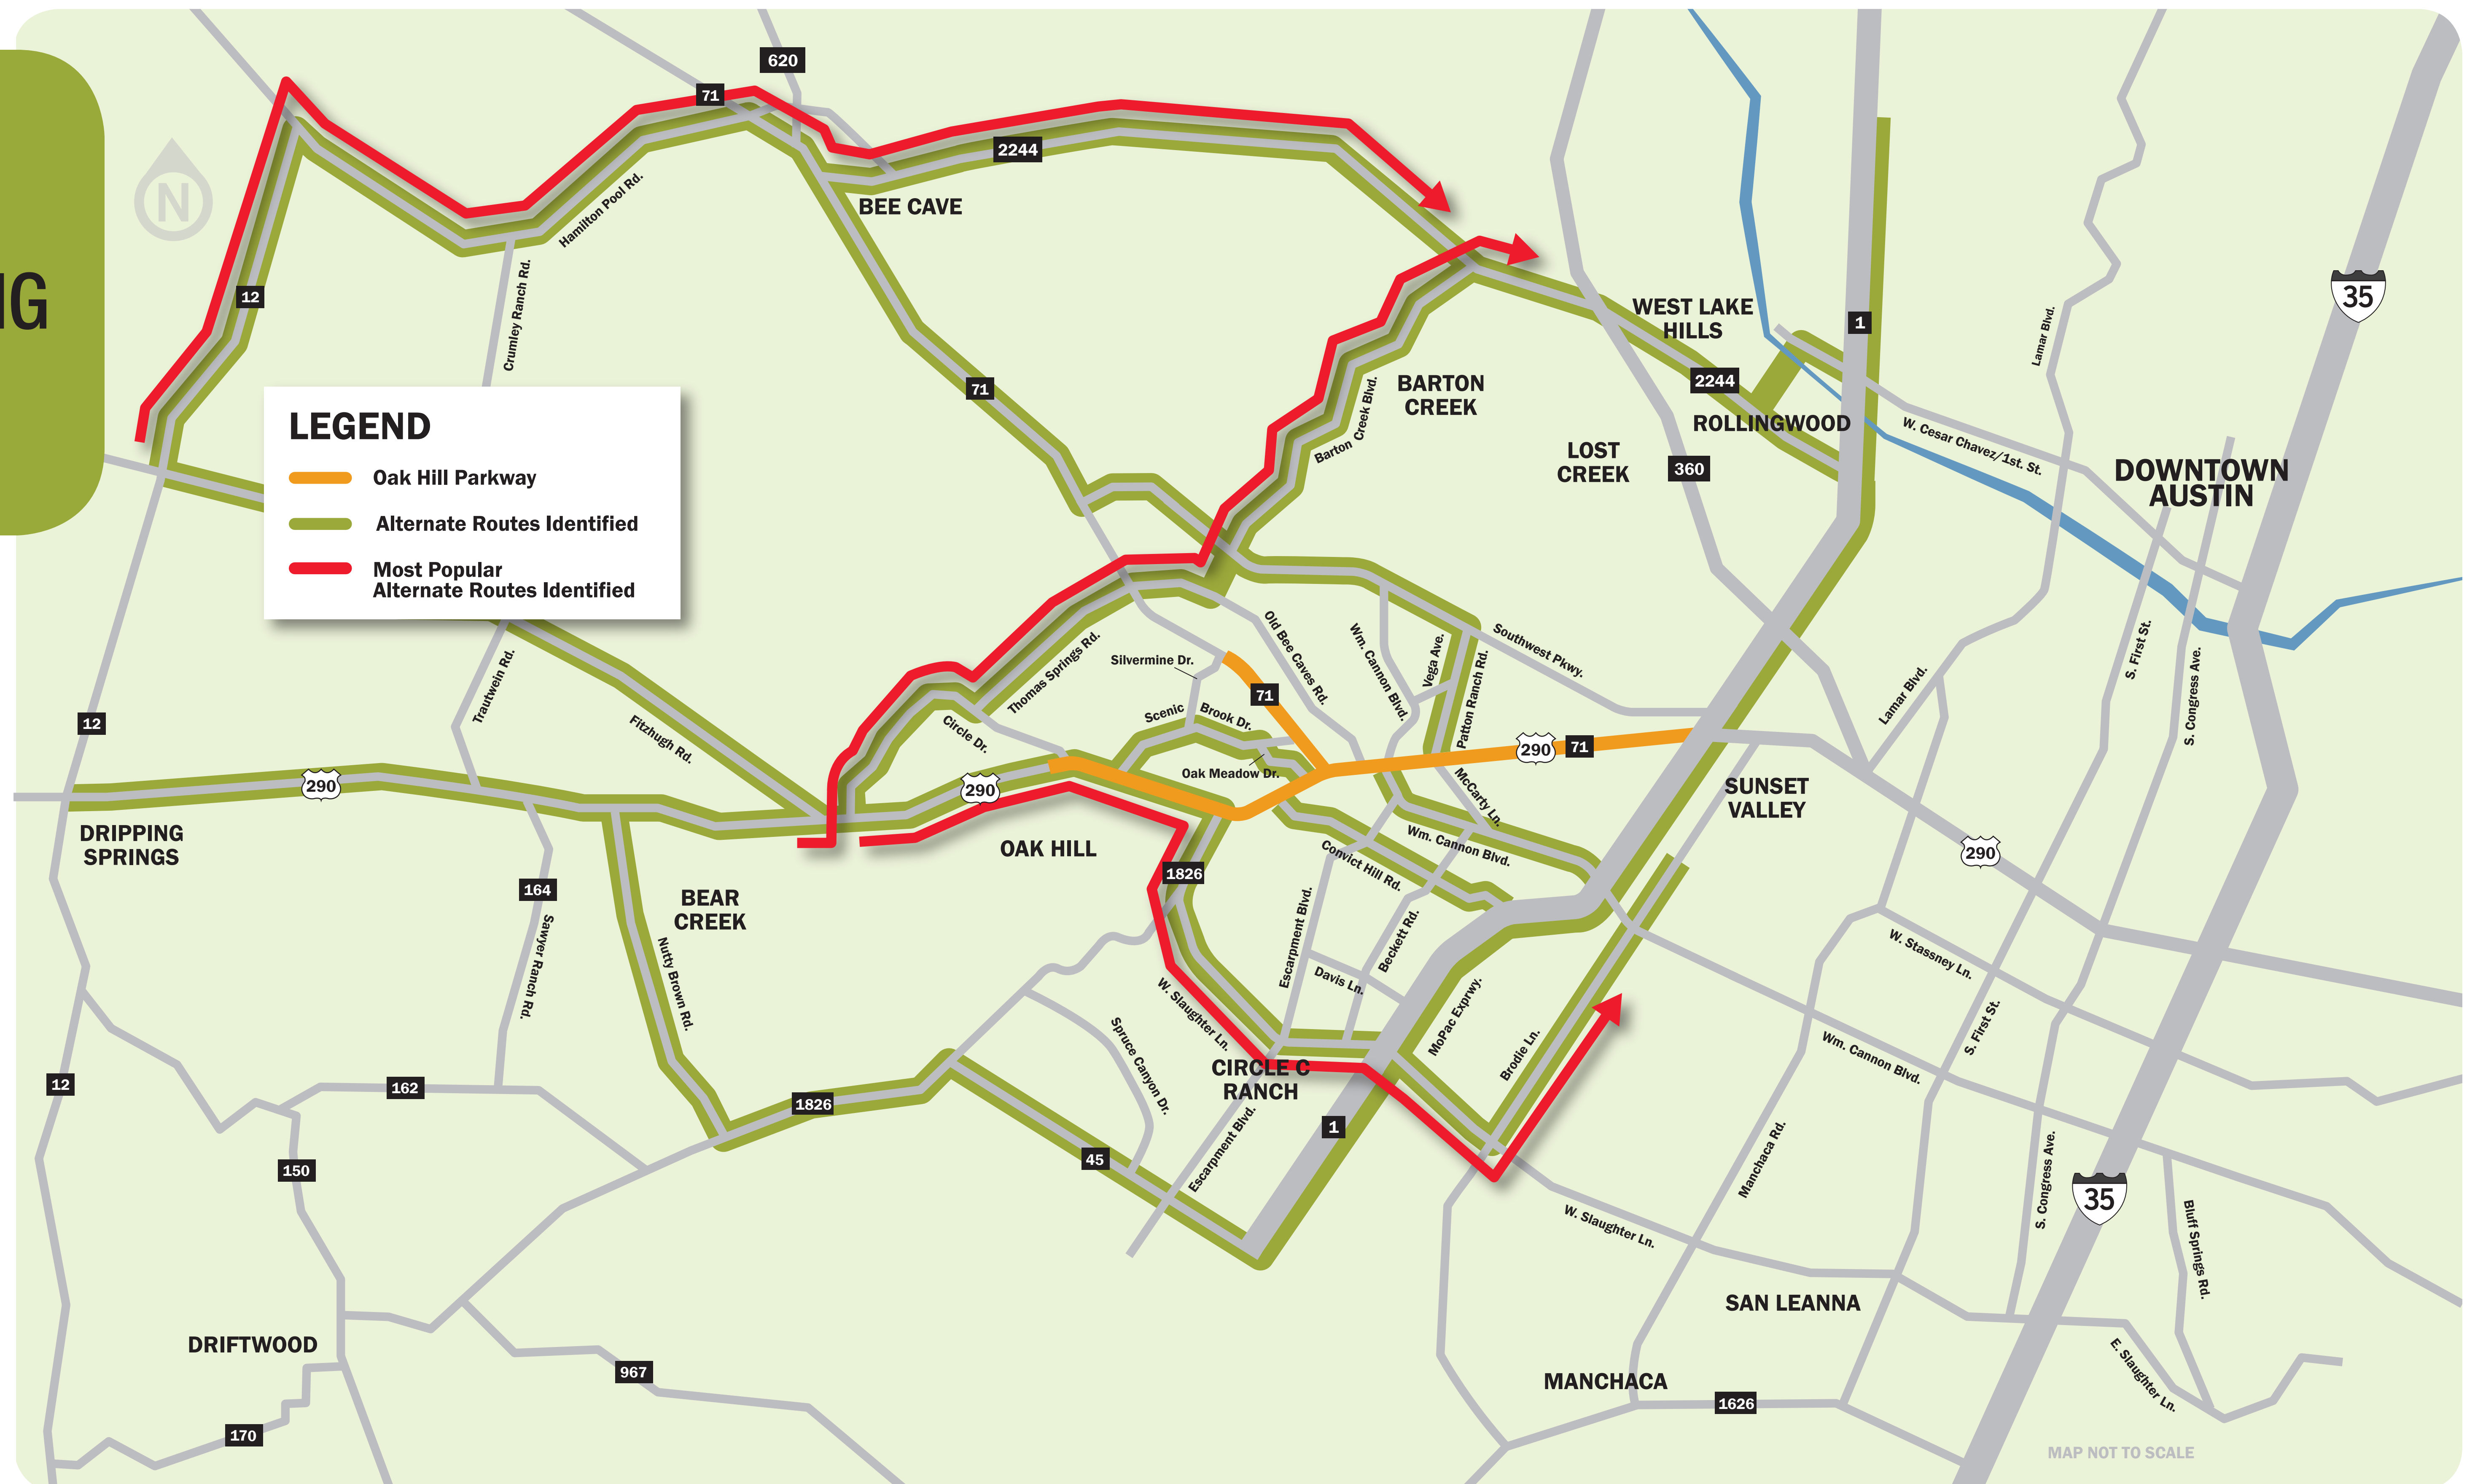 620
71
2244
BEE CAVE
Hamilton Pool Rd.
N
12
IG
Crumley Ranch Rd.
71
WEST LAKE
HILLS
1
35
Lamar Blvd.
2244
BARTON
CREEK
Barton Creek Blvd.
ROLLINGWOOD
W. Cesar Chavez/1st. St.
LOST
CREEK
360
DOWNTOWN
AUSTIN
LEGEND
Oak Hill Parkway
Alternate Routes Identified
Most Popular
Alternate Routes Identified
Trautwein Rd.
Fitzhugh Rd.
Thomas Springs Rd.
Circle Dr.
Silvermine Dr.
Old Bee Caves Rd.
Wm. Cannon Blvd.
Vega Ave.
Patton Ranch Rd.
Southwest Pkwy.
S. First St.
S. Congress Ave.
Lamar Blvd.
71
Scenic Brook Dr.
Oak Meadow Dr.
12
290
290
290
71
McCarty Ln.
SUNSET
VALLEY
DRIPPING
SPRINGS
OAK HILL
Wm. Cannon Blvd.
Convict Hill Rd.
290
1826
164
Sawyer Ranch Rd.
BEAR
CREEK
Nutty Brown Rd.
Escarpment Blvd.
Beckett Rd.
Davis Ln.
W. Slaughter Ln.
MoPac Exprwy.
Brodie Ln.
W. Stassney Ln.
S. First St.
Wm. Cannon Blvd.
Spruce Canyon Dr.
CIRCLE C
RANCH
12
162
1826
1
45
Escarpment Blvd.
150
Manchaca Rd.
S. Congress Ave.
35
Bluff Springs Rd.
W. Slaughter Ln.
SAN LEANNA
DRIFTWOOD
967
MANCHACA
1626
E. Slaughter Ln.
170
MAP NOT TO SCALE